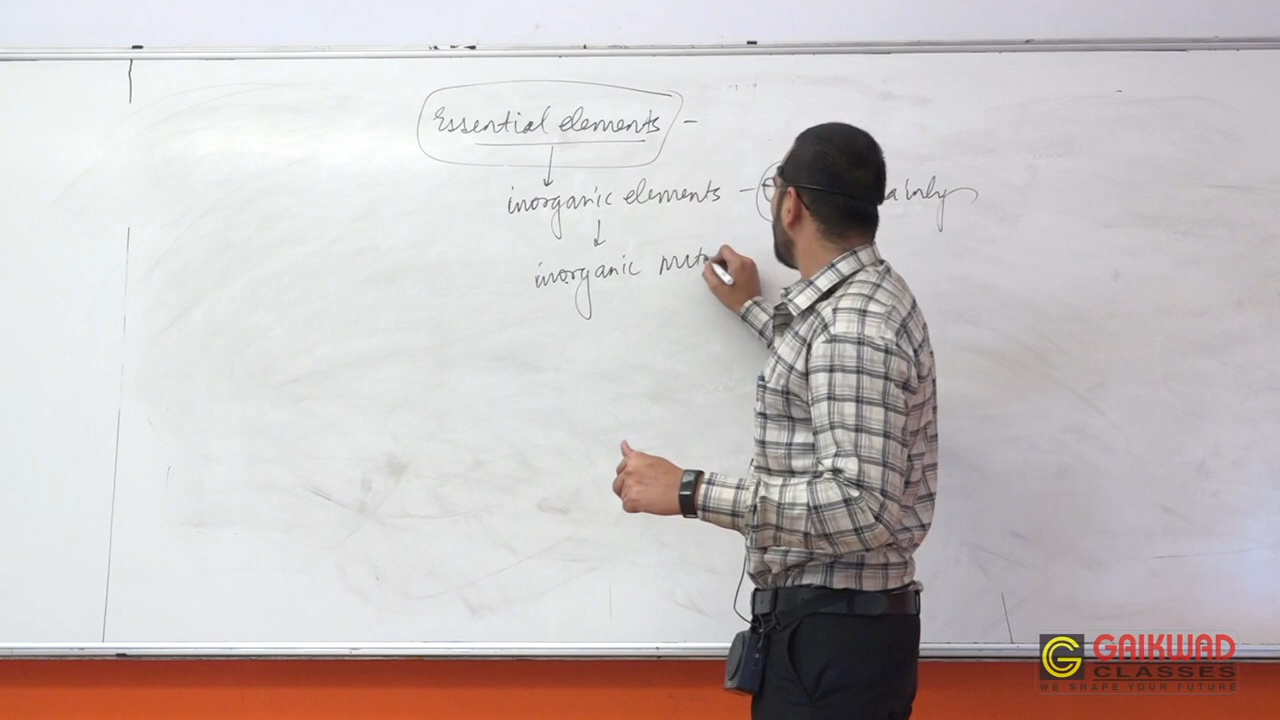 Essential elements -
inorganic elements -
inorganic
GAIKWAD
CLASSES
WE SHAPE YOUR FUTURE